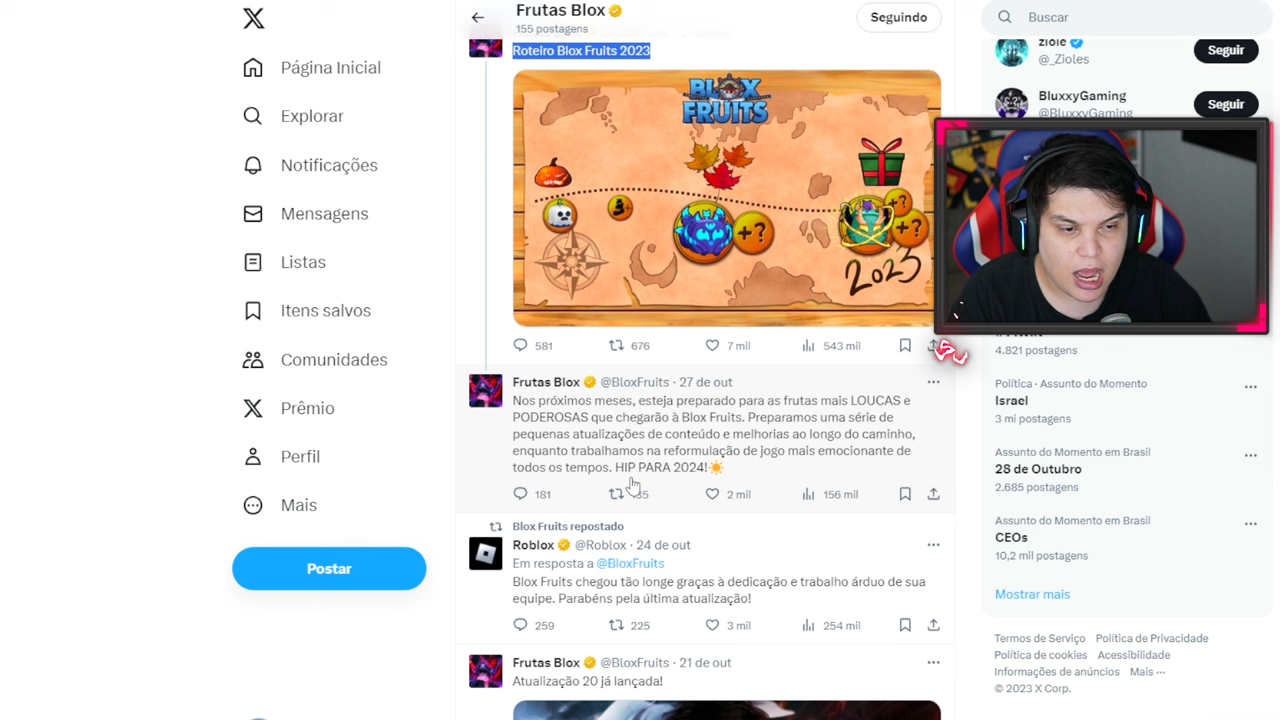 Página Inicial
Explorar
Notificações
Mensagens
Listas
Itens salvos
Comunidades
Prêmio
Perfil
Mais
Postar
Frutas Blox
155 postagens
Seguindo
Roteiro Blox Fruits 2023
BLOX
FRUITS
+?
+?
+?
2023
581
676
7 mil
543 mil
Frutas Blox @BloxFruits · 27 de out
Nos próximos meses, esteja preparado para as frutas mais LOUCAS e
PODEROSAS que chegarão à Blox Fruits. Preparamos uma série de
pequenas atualizações de conteúdo e melhorias ao longo do caminho,
enquanto trabalhamos na reformulação de jogo mais emocionante de
todos os tempos. HIP PARA 2024!☀️
181
2 mil
156 mil
Blox Fruits repostado
Roblox @Roblox · 24 de out
Em resposta a @BloxFruits
Blox Fruits chegou tão longe graças à dedicação e trabalho árduo de sua
equipe. Parabéns pela última atualização!
259
225
3 mil
254 mil
Frutas Blox @BloxFruits · 21 de out
Atualização 20 já lançada!
Buscar
ziole
@_Zioles
Seguir
BluxxyGaming
@BluxxyGaming
Seguir
4.821 postagens
Política · Assunto do Momento
Israel
3 mi postagens
Assunto do Momento em Brasil
28 de Outubro
2.685 postagens
Assunto do Momento em Brasil
CEOs
10,2 mil postagens
Mostrar mais
Termos de Serviço Política de Privacidade
Política de cookies Acessibilidade
Informações de anúncios Mais ···
© 2023 X Corp.